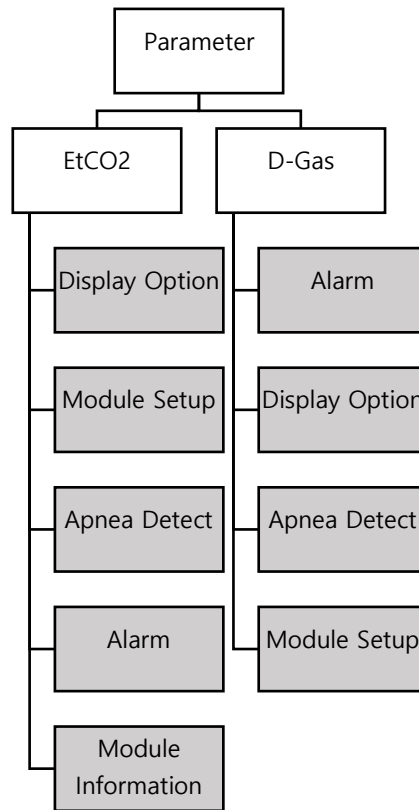 Parameter
EtCO2
D-Gas
Display Option
Module Setup
Apnea Detect
Alarm
Module
Information
Alarm
Display Option
Apnea Detect
Module Setup